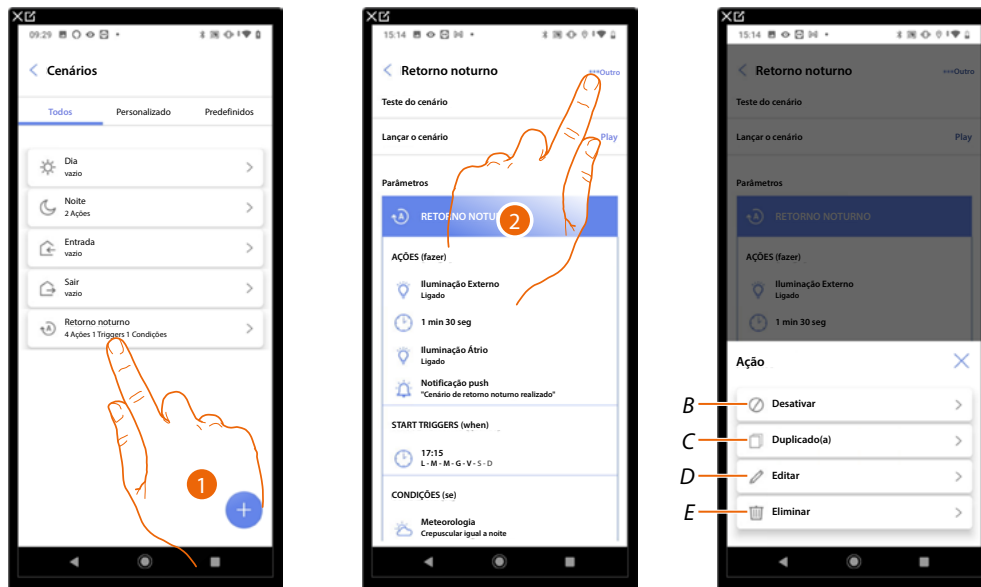 09:29
Cenários
Todos Personalizado Predefinidos
Dia
vazio
Noite
2 Ações
Entrada
vazio
Sair
vazio
Retorno noturno
4 Ações 1 Triggers 1 Condições
1
+
15:14
Retorno noturno
***Outro
Teste do cenário
Lançar o cenário
Play
Parâmetros
A
RETORNO NOTU
2
AÇÕES (fazer)
Iluminação Externo
Ligado
1 min 30 seg
Iluminação Átrio
Ligado
Notificação push
"Cenário de retorno noturno realizado"
START TRIGGERS (when)
17:15
L - M - M - G - V - S - D
CONDIÇÕES (se)
Meteorologia
Crepuscular igual a noite
15:14
Retorno noturno
***Outro
Teste do cenário
Lançar o cenário
Play
Parâmetros
A
RETORNO NOTURNO
AÇÕES (fazer)
Iluminação Externo
Ligado
1 min 30 seg
Ação
B
Desativar
C
Duplicado(a)
D
Editar
E
Eliminar